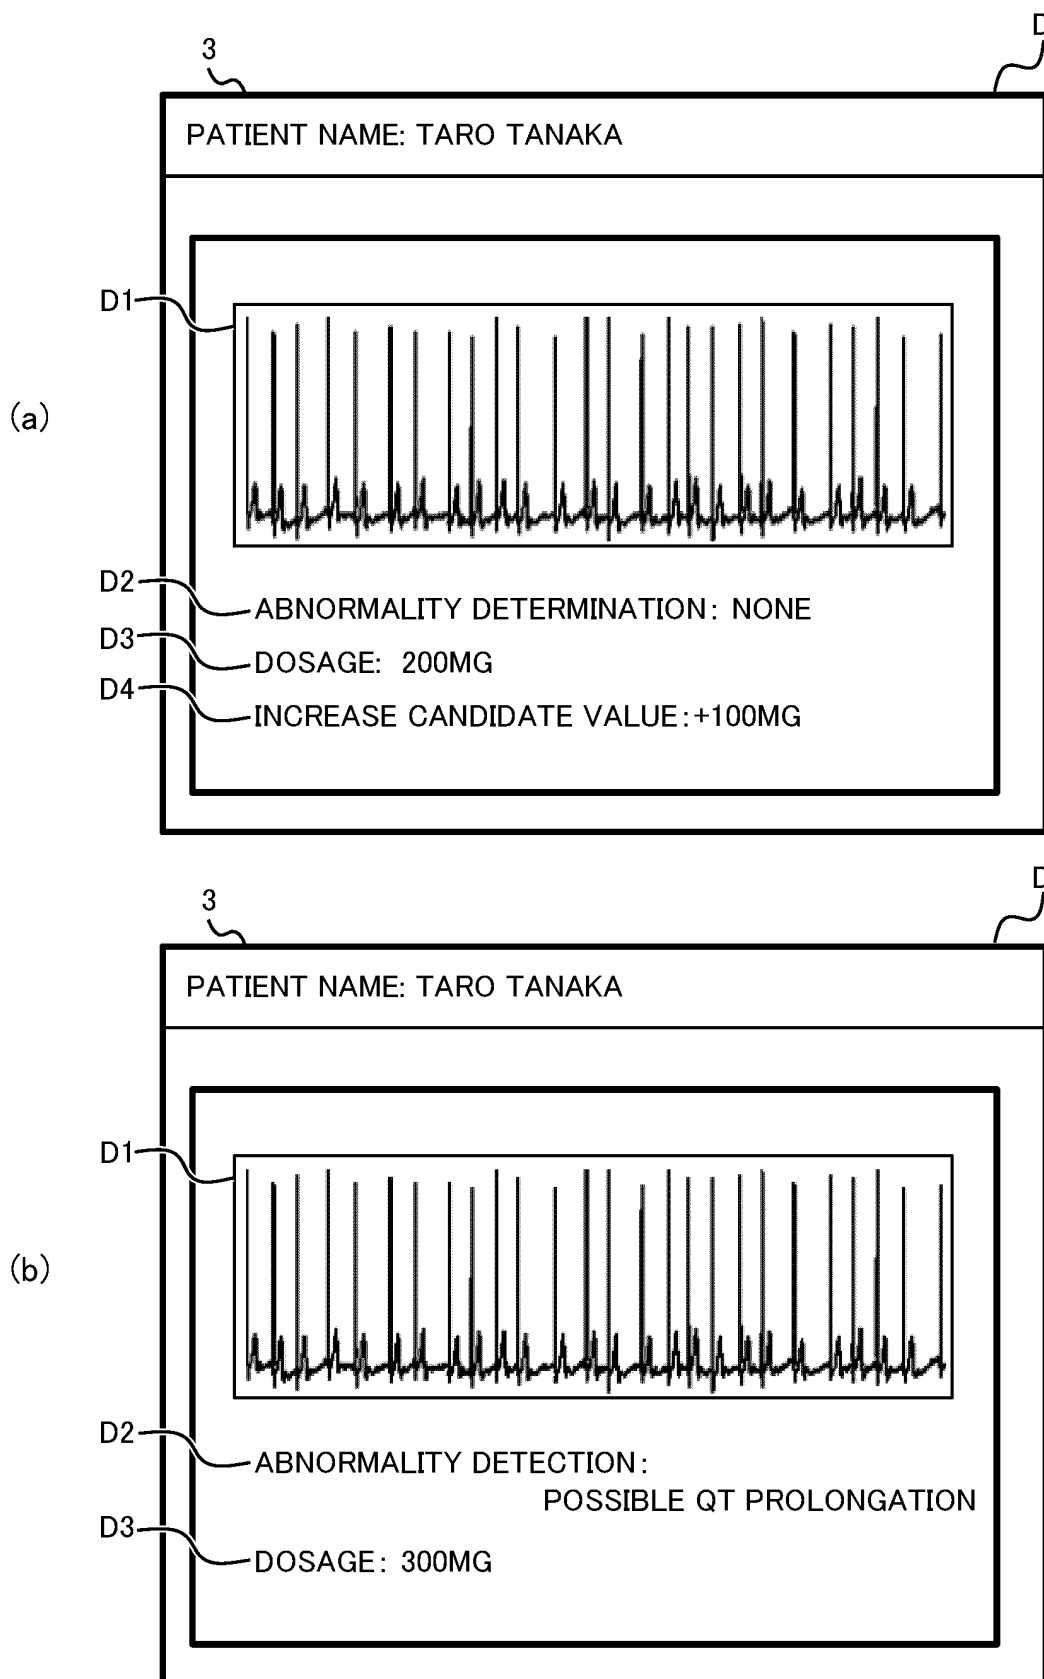 3
D
PATIENT NAME: TARO TANAKA
D1
(a)
D2
ABNORMALITY DETERMINATION: NONE
D3
DOSAGE: 200MG
D4
INCREASE CANDIDATE VALUE:+100MG
3
D
PATIENT NAME: TARO TANAKA
D1
(b)
D2
ABNORMALITY DETECTION:
POSSIBLE QT PROLONGATION
D3
DOSAGE: 300MG